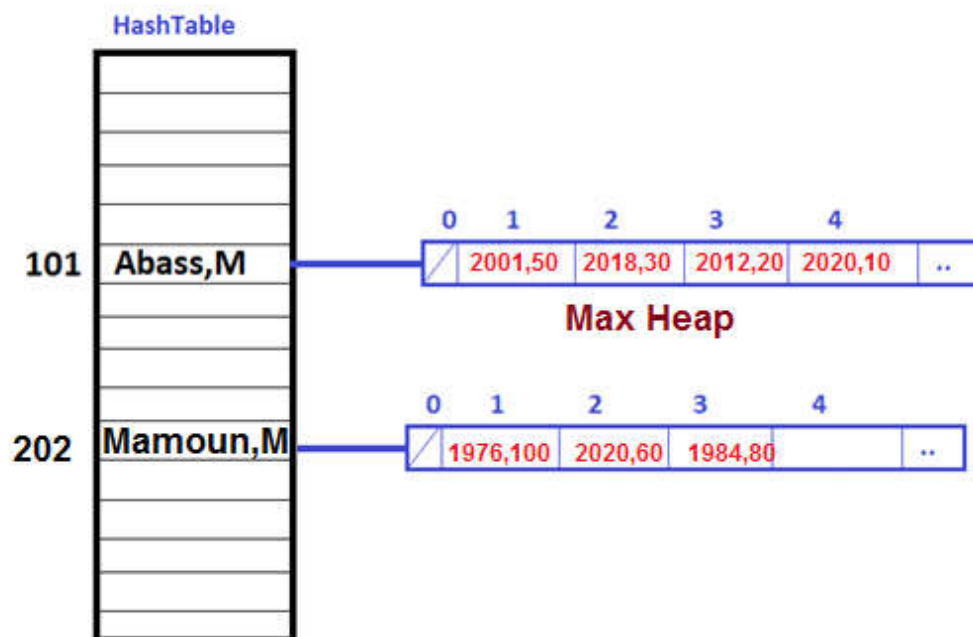 HashTable
0 1 2 3 4
101 Abass,M 2001,50 2018,30 2012,20 2020,10 ..
Max Heap
0 1 2 3 4
202 Mamoun,M 1976,100 2020,60 1984,80 ..